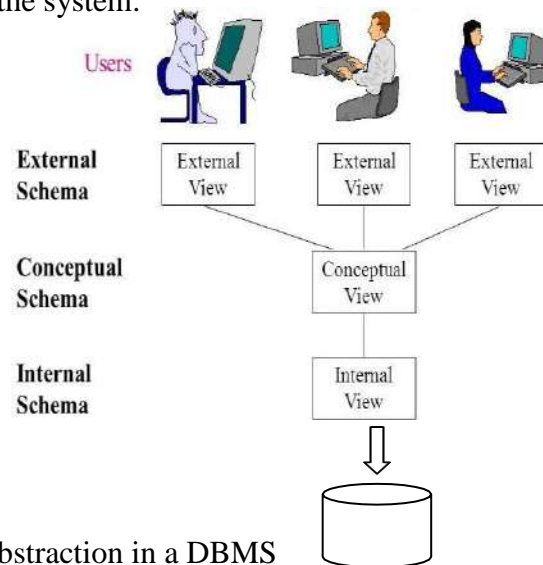 the system.
Users
External Schema
External View
External View
External View
Conceptual Schema
Conceptual View
Internal Schema
Internal View
bstraction in a DBMS